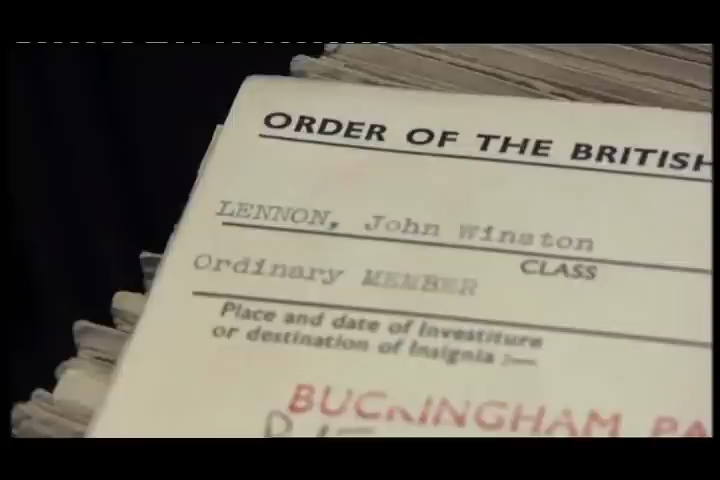 ORDER OF THE BRITISH
LENNON, John Winston
CLASS
Ordinary MEMBER
Place and date of Investiture
or destination of Insignia :—
BUCKINGHAM PA